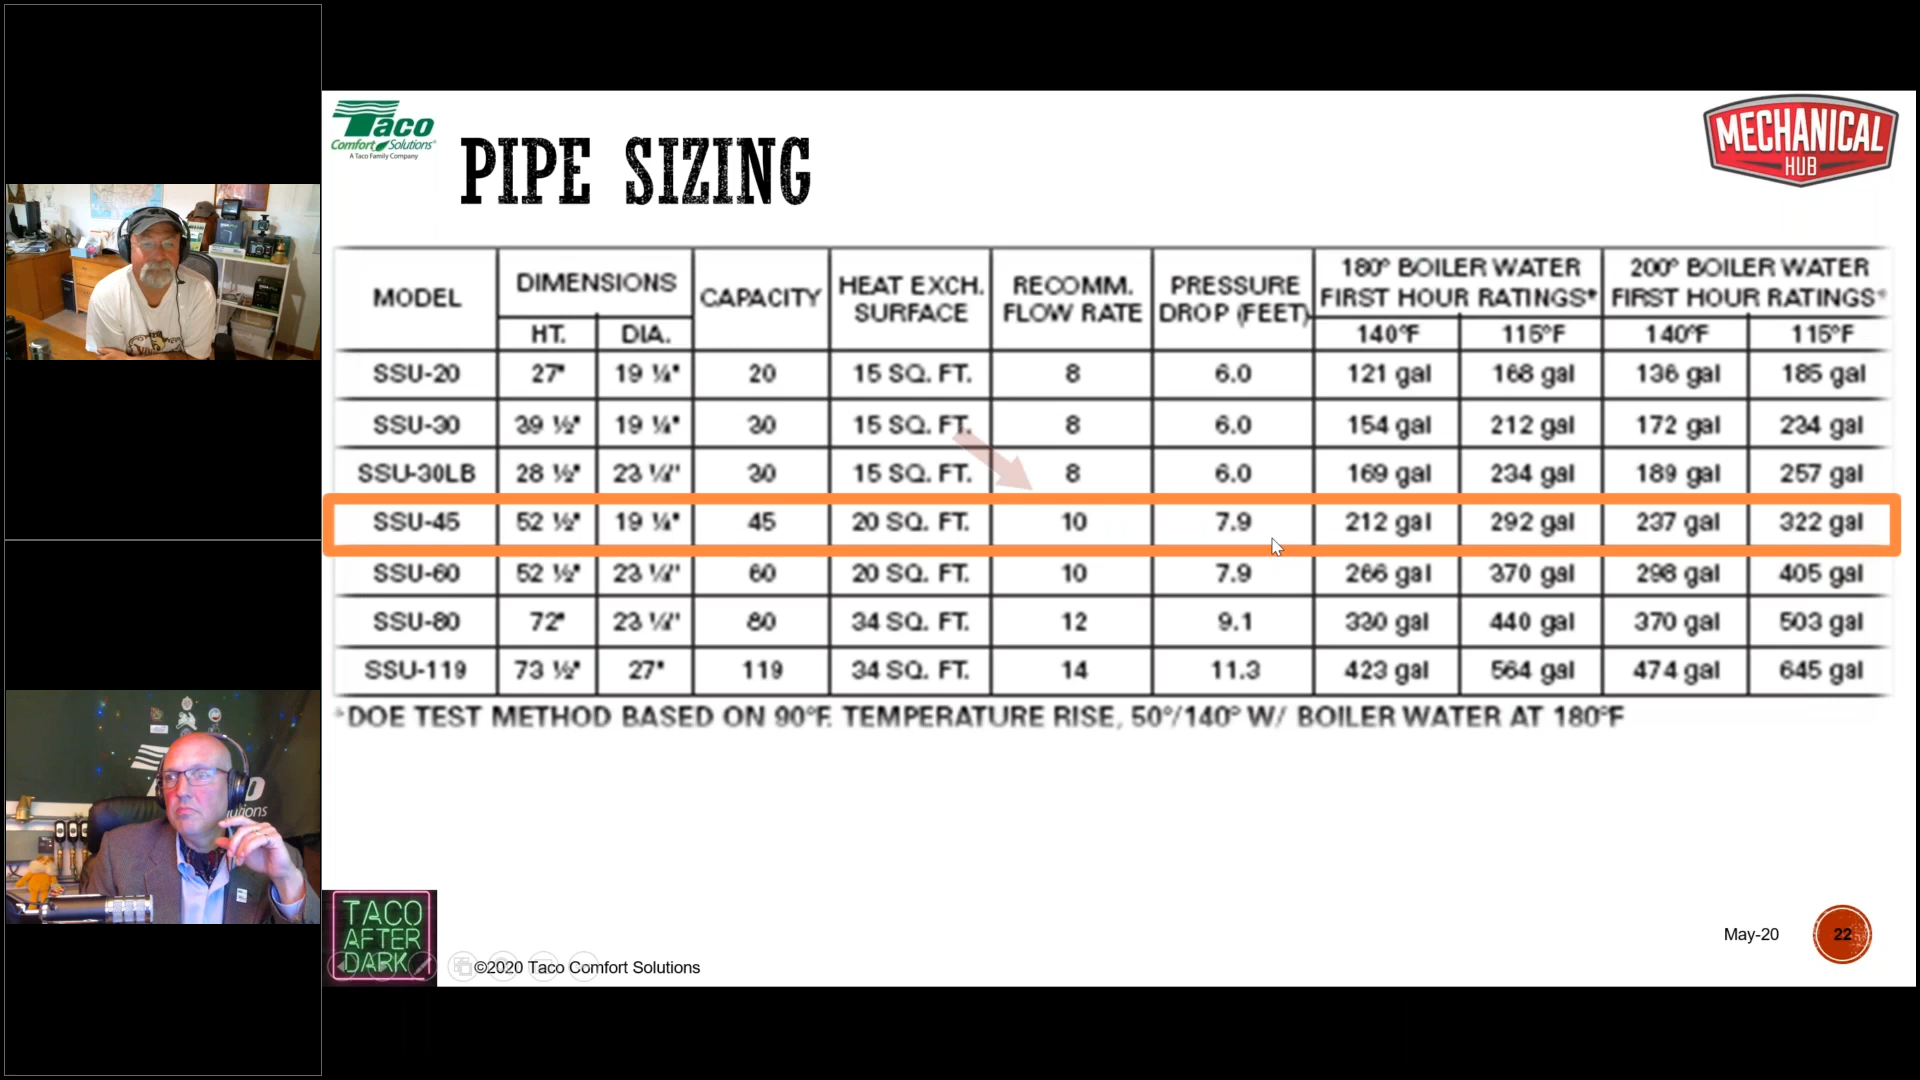 Taco
Comfort Solutions®
A Taco Family Company
PIPE SIZING
MECHANICAL
HUB
MODEL DIMENSIONS CAPACITY HEAT EXCH. SURFACE RECOMM. FLOW RATE PRESSURE DROP (FEET) 180° BOILER WATER FIRST HOUR RATINGS* 200° BOILER WATER FIRST HOUR RATINGS*
HT. DIA. 140°F 115°F 140°F 115°F
SSU-20 27" 19 ¼" 20 15 SQ. FT. 8 6.0 121 gal 168 gal 136 gal 185 gal
SSU-30 39 ½" 19 ¼" 30 15 SQ. FT. 8 6.0 154 gal 212 gal 172 gal 234 gal
SSU-30LB 28 ½" 23 ¼" 30 15 SQ. FT. 8 6.0 169 gal 234 gal 189 gal 257 gal
SSU-45 52 ½" 19 ¼" 45 20 SQ. FT. 10 7.9 212 gal 292 gal 237 gal 322 gal
SSU-60 52 ½" 23 ¼" 60 20 SQ. FT. 10 7.9 266 gal 370 gal 298 gal 405 gal
SSU-80 72" 23 ¼" 80 34 SQ. FT. 12 9.1 330 gal 440 gal 370 gal 503 gal
SSU-119 73 ½" 27" 119 34 SQ. FT. 14 11.3 423 gal 564 gal 474 gal 645 gal
*DOE TEST METHOD BASED ON 90°F. TEMPERATURE RISE, 50°/140° W/ BOILER WATER AT 180°F
TACO
AFTER
DARK
©2020 Taco Comfort Solutions
May-20
22